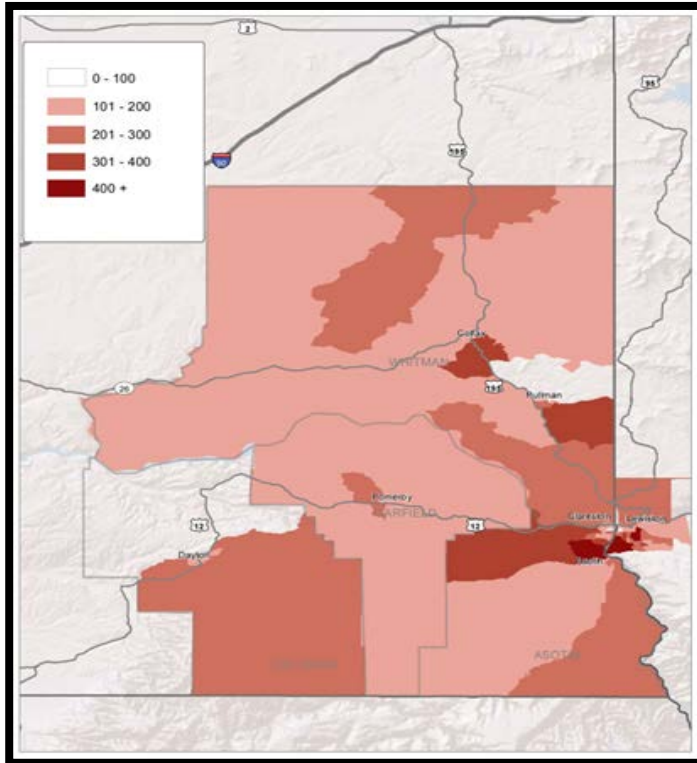 2
95
0 - 100
101 - 200
201 - 300
301 - 400
400 +
195
90
Colfax
WHITMAN
26
195
Pullman
Pomeroy
GARFIELD
12
12
Clarkston
Lewiston
Dayton
Asotin
ASOTIN